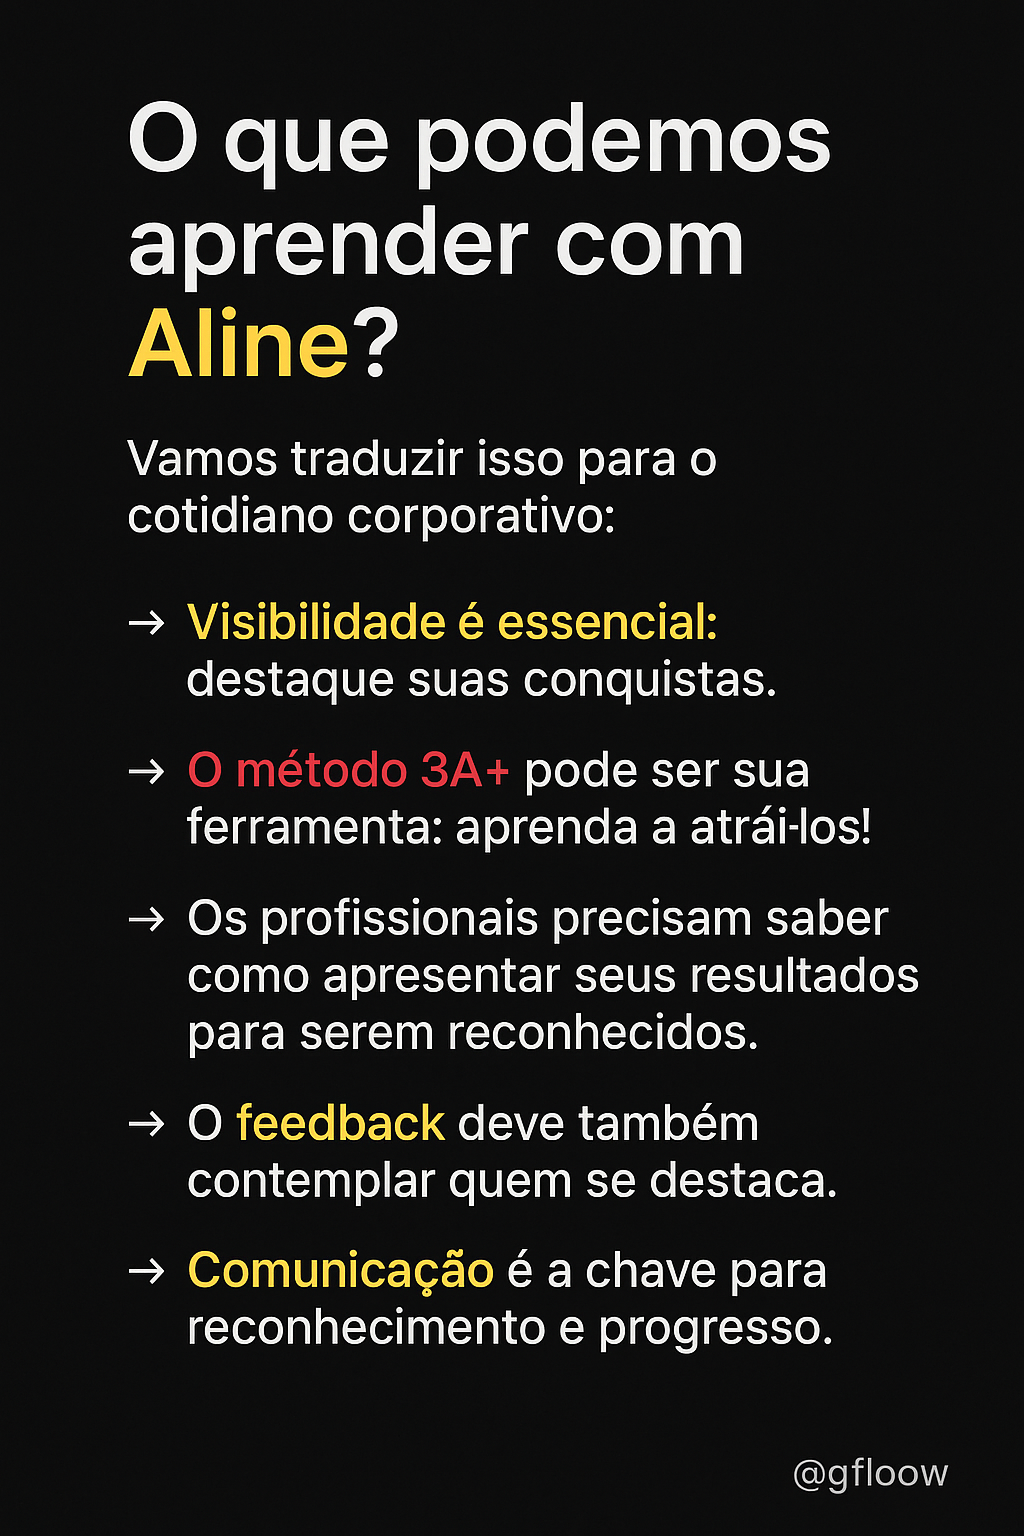 O que podemos
aprender com
Aline?
Vamos traduzir isso para o
cotidiano corporativo:
→ Visibilidade é essencial:
destaque suas conquistas.
→ O método 3A+ pode ser sua
ferramenta: aprenda a atrái-los!
→ Os profissionais precisam saber
como apresentar seus resultados
para serem reconhecidos.
→ O feedback deve também
contemplar quem se destaca.
→ Comunicação é a chave para
reconhecimento e progresso.
@gfloow